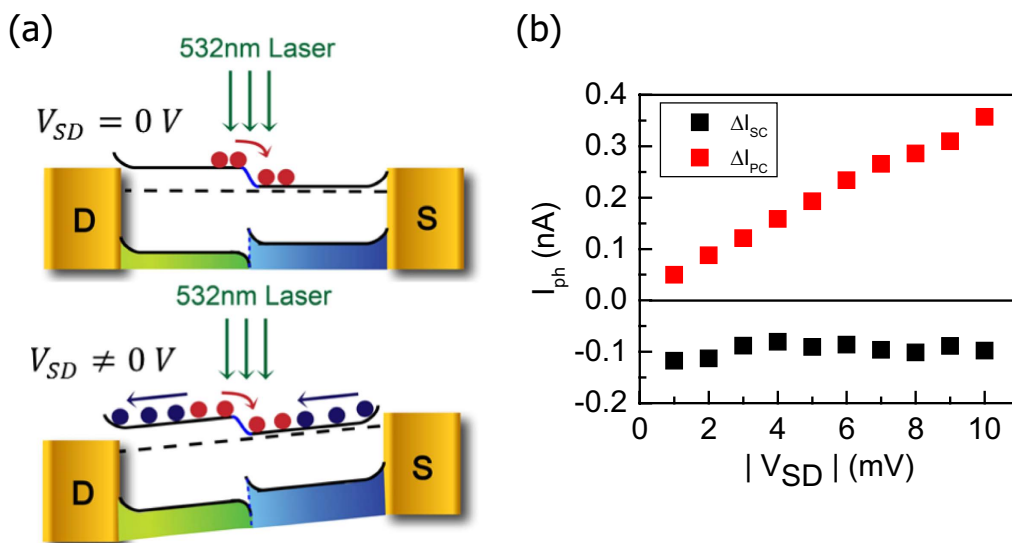 (a)
532nm Laser
V_SD = 0 V
D
S
532nm Laser
V_SD ≠ 0 V
D
S
(b)
I_ph (nA)
0.4
0.3
0.2
0.1
0.0
-0.1
-0.2
ΔI_SC
ΔI_PC
0 2 4 6 8 10
| V_SD | (mV)